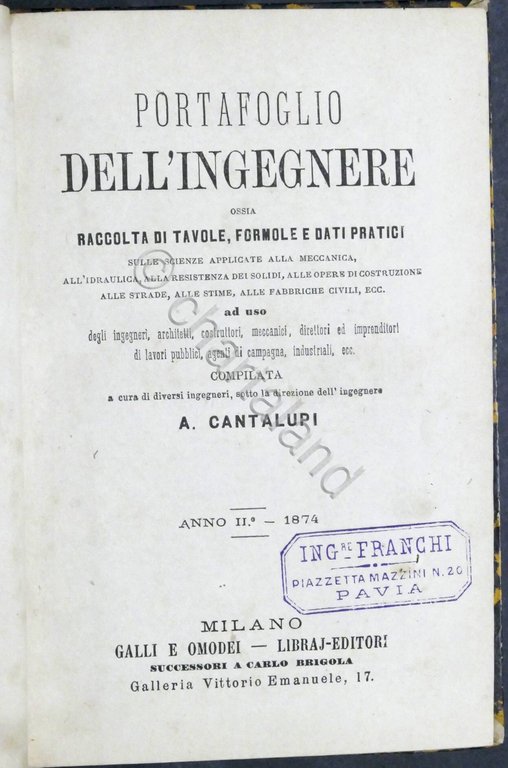 PORTAFOGLIO
DELL'INGEGNERE
OSSIA
RACCOLTA DI TAVOLE, FORMOLE E DATI PRATICI
SULLE SCIENZE APPLICATE ALLA MECCANICA,
ALL'IDRAULICA, ALLA RESISTENZA DEI SOLIDI, ALLE OPERE DI COSTRUZIONE
ALLE STRADE, ALLE STIME, ALLE FABBRICHE CIVILI, ECC.
ad uso
degli ingegneri, architetti, costruttori, meccanici, direttori ed imprenditori
di lavori pubblici, agenti di campagna, industriali, ecc.
COMPILATA
a cura di diversi ingegneri, sotto la direzione dell'ingegnere
A. CANTALUPI
ANNO II.° — 1874
ING.RE FRANCHI
PIAZZETTA MAZZINI N. 20
PAVIA
MILANO
GALLI E OMODEI — LIBRAJ-EDITORI
SUCCESSORI A CARLO BRIGOLA
Galleria Vittorio Emanuele, 17.
© chartaland